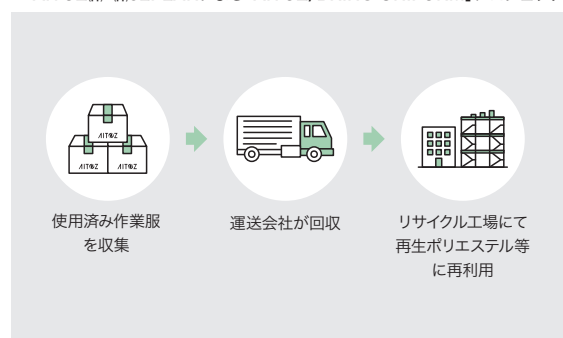 AITOZ
AITOZ AITOZ
使用済み作業服
を収集
運送会社が回収
リサイクル工場にて
再生ポリエステル等
に再利用